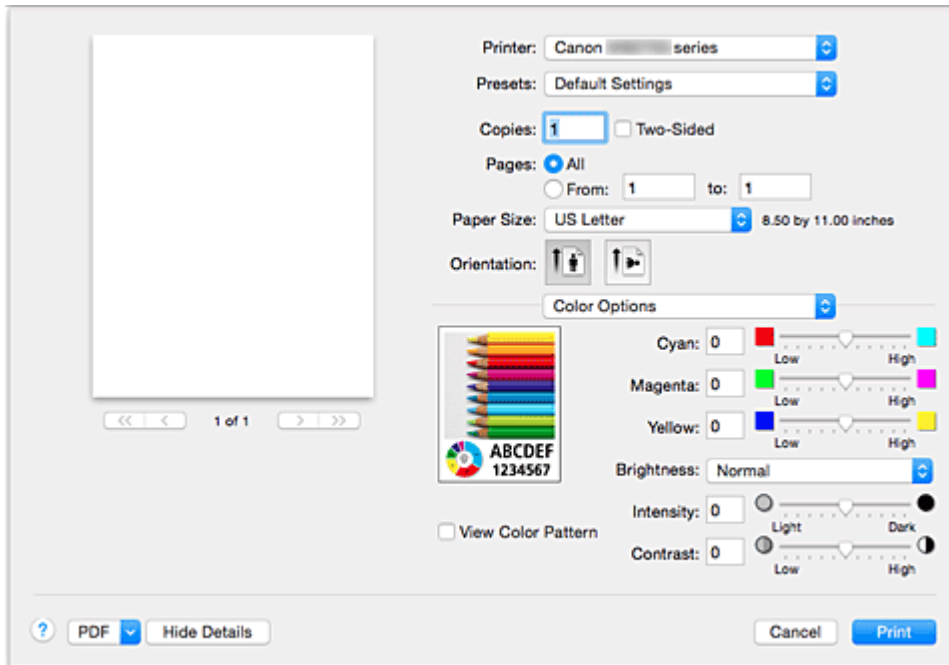 Printer: Canon series
Presets: Default Settings
Copies: 1 Two-Sided
Pages: All
From: 1 to: 1
Paper Size: US Letter 8.50 by 11.00 inches
Orientation:
Color Options
Cyan: 0
Low High
Magenta: 0
Low High
Yellow: 0
Low High
ABCDEF
1234567
Brightness: Normal
Intensity: 0
Light Dark
View Color Pattern
Contrast: 0
Low High
<< < 1 of 1 > >>
? PDF Hide Details Cancel Print